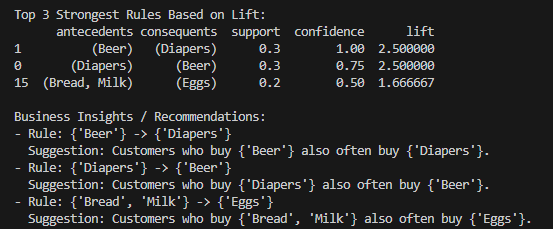 Top 3 Strongest Rules Based on Lift:
antecedents consequents support confidence lift
1 (Beer) (Diapers) 0.3 1.00 2.500000
0 (Diapers) (Beer) 0.3 0.75 2.500000
15 (Bread, Milk) (Eggs) 0.2 0.50 1.666667
Business Insights / Recommendations:
- Rule: {'Beer'} -> {'Diapers'}
Suggestion: Customers who buy {'Beer'} also often buy {'Diapers'}.
- Rule: {'Diapers'} -> {'Beer'}
Suggestion: Customers who buy {'Diapers'} also often buy {'Beer'}.
- Rule: {'Bread', 'Milk'} -> {'Eggs'}
Suggestion: Customers who buy {'Bread', 'Milk'} also often buy {'Eggs'}.